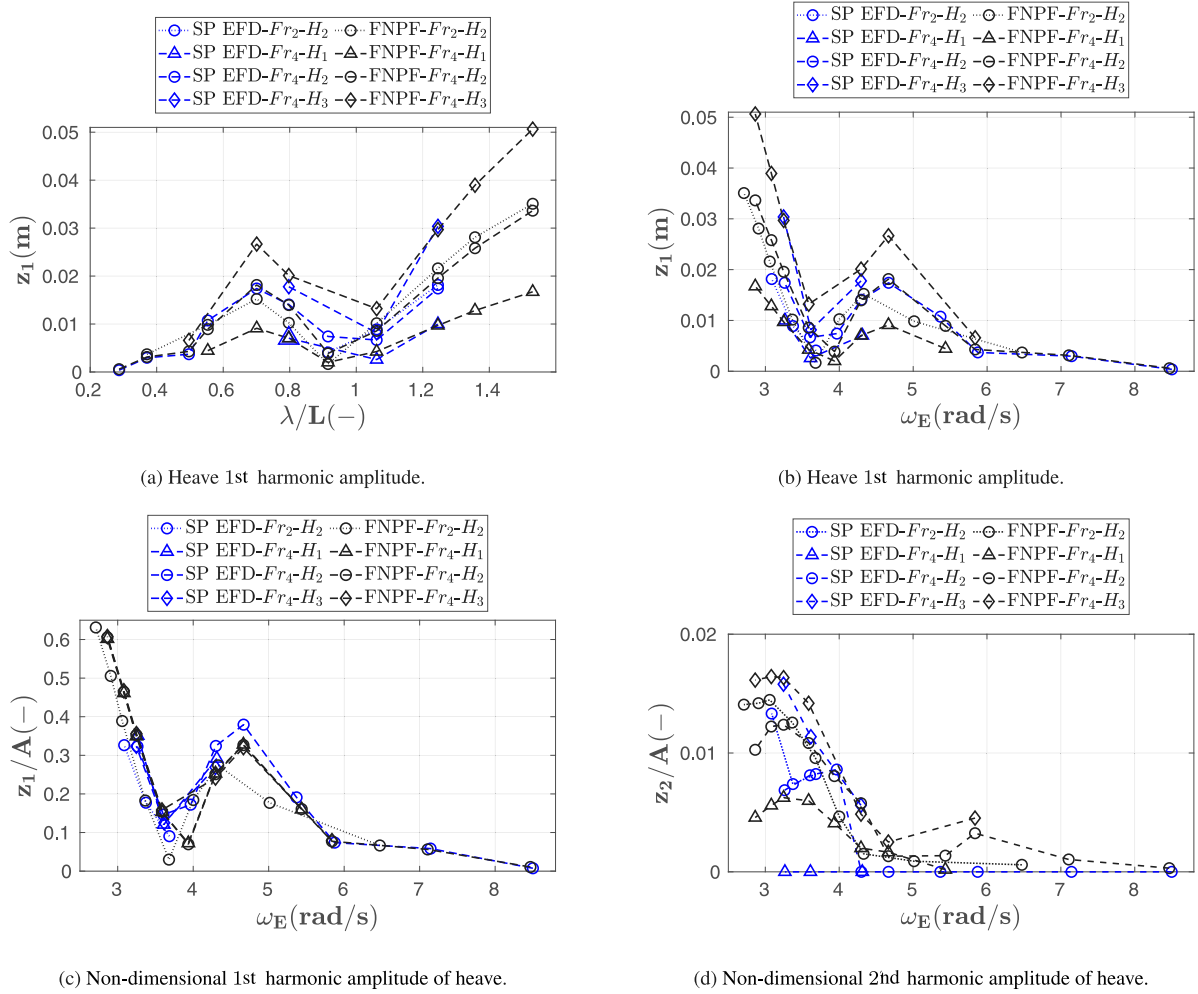 SP EFD-Fr₂-H₂ FNPF-Fr₂-H₂
SP EFD-Fr₄-H₁ FNPF-Fr₄-H₁
SP EFD-Fr₄-H₂ FNPF-Fr₄-H₂
SP EFD-Fr₄-H₃ FNPF-Fr₄-H₃
0.05
0.04
0.03
0.02
0.01
0
z₁(m)
0.2 0.4 0.6 0.8 1 1.2 1.4
λ/L(−)
(a) Heave 1st harmonic amplitude.
SP EFD-Fr₂-H₂ FNPF-Fr₂-H₂
SP EFD-Fr₄-H₁ FNPF-Fr₄-H₁
SP EFD-Fr₄-H₂ FNPF-Fr₄-H₂
SP EFD-Fr₄-H₃ FNPF-Fr₄-H₃
0.05
0.04
0.03
0.02
0.01
0
z₁(m)
3 4 5 6 7 8
ω_E(rad/s)
(b) Heave 1st harmonic amplitude.
SP EFD-Fr₂-H₂ FNPF-Fr₂-H₂
SP EFD-Fr₄-H₁ FNPF-Fr₄-H₁
SP EFD-Fr₄-H₂ FNPF-Fr₄-H₂
SP EFD-Fr₄-H₃ FNPF-Fr₄-H₃
0.6
0.5
0.4
0.3
0.2
0.1
0
z₁/A(−)
3 4 5 6 7 8
ω_E(rad/s)
(c) Non-dimensional 1st harmonic amplitude of heave.
SP EFD-Fr₂-H₂ FNPF-Fr₂-H₂
SP EFD-Fr₄-H₁ FNPF-Fr₄-H₁
SP EFD-Fr₄-H₂ FNPF-Fr₄-H₂
SP EFD-Fr₄-H₃ FNPF-Fr₄-H₃
0.02
0.01
0
z₂/A(−)
3 4 5 6 7 8
ω_E(rad/s)
(d) Non-dimensional 2nd harmonic amplitude of heave.